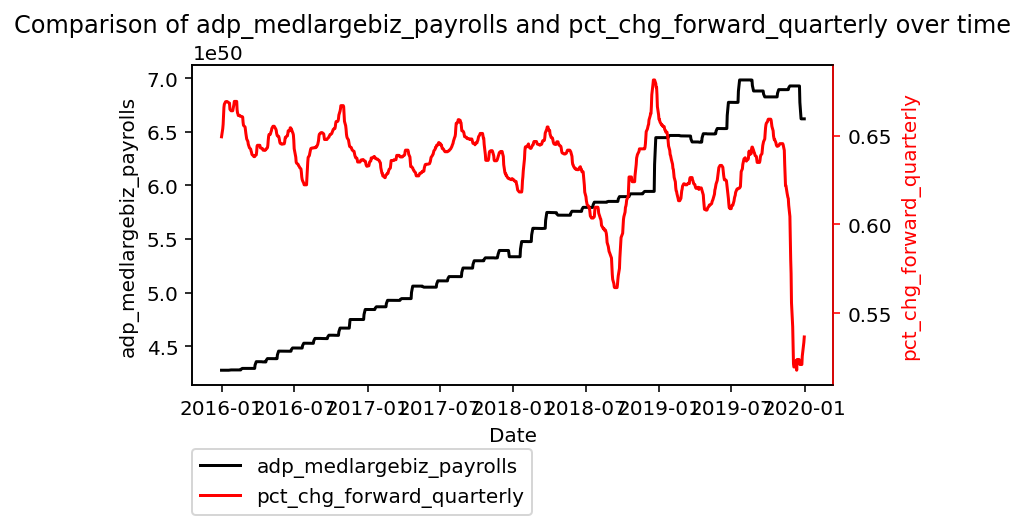 Comparison of adp_medlargebiz_payrolls and pct_chg_forward_quarterly over time
1e50
7.0
6.5
6.0
5.5
5.0
4.5
adp_medlargebiz_payrolls
0.65
0.60
0.55
pct_chg_forward_quarterly
2016-01 2016-07 2017-01 2017-07 2018-01 2018-07 2019-01 2019-07 2020-01
Date
adp_medlargebiz_payrolls
pct_chg_forward_quarterly